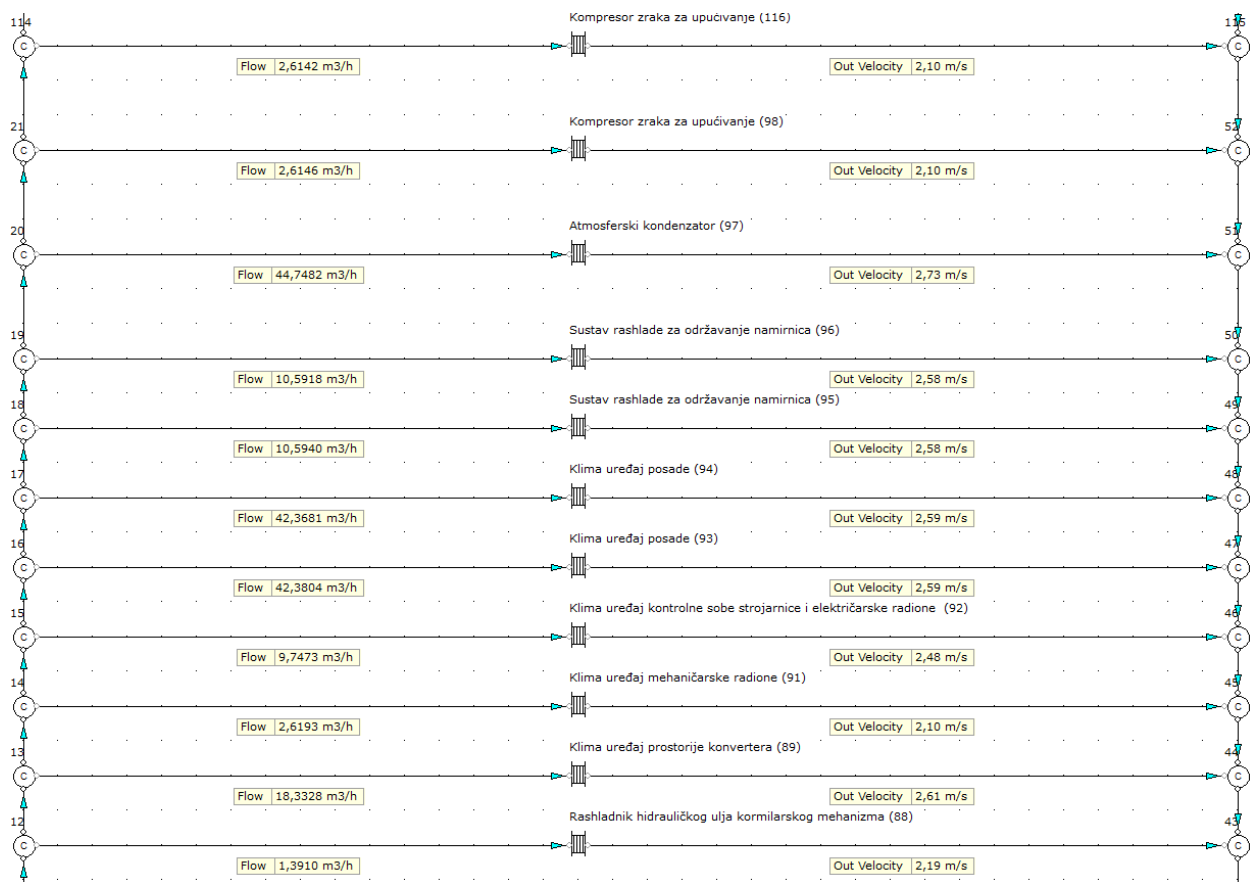 Kompresor zraka za upućivanje (116)
114 115
C C
Flow 2,6142 m3/h Out Velocity 2,10 m/s
Kompresor zraka za upućivanje (98)
21 52
C C
Flow 2,6146 m3/h Out Velocity 2,10 m/s
Atmosferski kondenzator (97)
20 51
C C
Flow 44,7482 m3/h Out Velocity 2,73 m/s
Sustav rashlade za održavanje namirnica (96)
19 50
C C
Flow 10,5918 m3/h Out Velocity 2,58 m/s
Sustav rashlade za održavanje namirnica (95)
18 49
C C
Flow 10,5940 m3/h Out Velocity 2,58 m/s
Klima uređaj posade (94)
17 48
C C
Flow 42,3681 m3/h Out Velocity 2,59 m/s
Klima uređaj posade (93)
16 47
C C
Flow 42,3804 m3/h Out Velocity 2,59 m/s
Klima uređaj kontrolne sobe strojarnice i električarske radione (92)
15 46
C C
Flow 9,7473 m3/h Out Velocity 2,48 m/s
Klima uređaj mehaničarske radione (91)
14 45
C C
Flow 2,6193 m3/h Out Velocity 2,10 m/s
Klima uređaj prostorije konvertera (89)
13 44
C C
Flow 18,3328 m3/h Out Velocity 2,61 m/s
Rashladnik hidrauličkog ulja kormilarskog mehanizma (88)
12 43
C C
Flow 1,3910 m3/h Out Velocity 2,19 m/s